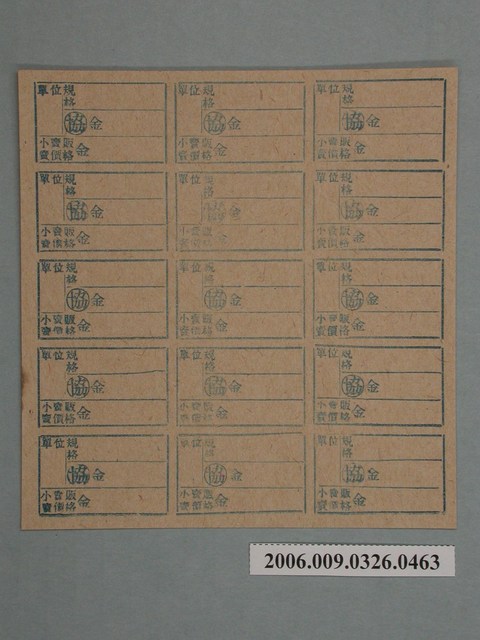 單位規
格
協金
小賣販
賣價格金
單位規
格
協金
小賣販
賣價格金
單位規
格
協金
小賣販
賣價格金
單位規
格
協金
小賣販
賣價格金
單位規
格
協金
小賣販
賣價格金
單位規
格
協金
小賣販
賣價格金
單位規
格
協金
小賣販
賣價格金
單位規
格
協金
小賣販
賣價格金
單位規
格
協金
小賣販
賣價格金
單位規
格
協金
小賣販
賣價格金
單位規
格
協金
小賣販
賣價格金
單位規
格
協金
小賣販
賣價格金
單位規
格
協金
小賣販
賣價格金
單位規
格
協金
小賣販
賣價格金
單位規
格
協金
小賣販
賣價格金
2006.009.0326.0463